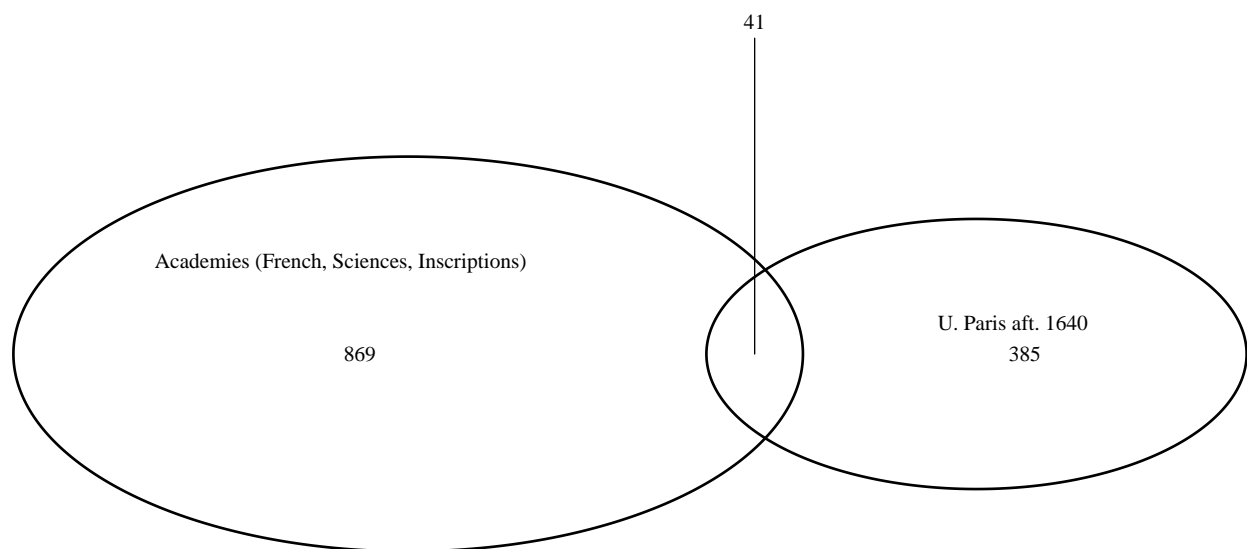 41
Academies (French, Sciences, Inscriptions)
869
U. Paris aft. 1640
385